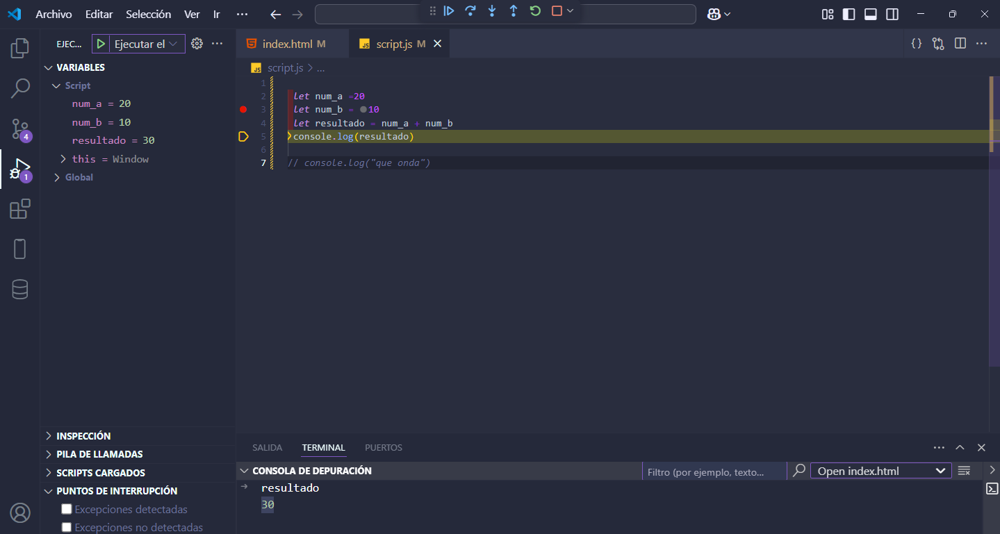 Archivo Editar Selección Ver Ir ···
EJEC... Ejecutar el ···
index.html M script.js M
script.js > ...
VARIABLES
Script
num_a = 20
num_b = 10
resultado = 30
this = Window
Global
4
1
1
2 let num_a =20
3 let num_b = 10
4 let resultado = num_a + num_b
5 console.log(resultado)
6
7 // console.log("que onda")
INSPECCIÓN
PILA DE LLAMADAS
SCRIPTS CARGADOS
PUNTOS DE INTERRUPCIÓN
Excepciones detectadas
Excepciones no detectadas
SALIDA TERMINAL PUERTOS
CONSOLA DE DEPURACIÓN Filtro (por ejemplo, texto... Open index.html
resultado
30